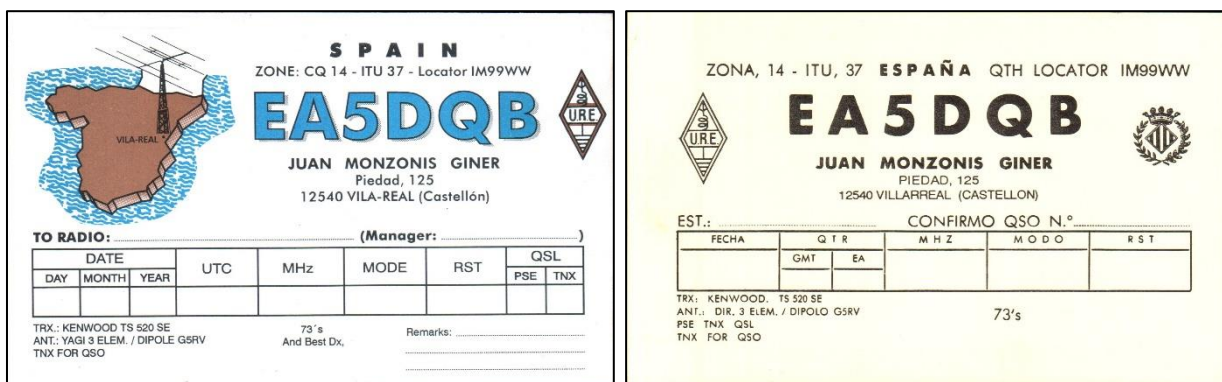 SPAIN
ZONE: CQ 14 - ITU 37 - Locator IM99WW
EA5DQB
U.R.E.
VILA-REAL
JUAN MONZONIS GINER
Piedad, 125
12540 VILA-REAL (Castellón)
TO RADIO: (Manager: )
DATE UTC MHz MODE RST QSL
DAY MONTH YEAR PSE TNX
TRX.: KENWOOD TS 520 SE
ANT.: YAGI 3 ELEM. / DIPOLE G5RV
TNX FOR QSO
73´s
And Best Dx,
Remarks:
ZONA, 14 - ITU, 37 ESPAÑA QTH LOCATOR IM99WW
EA5DQB
U.R.E.
JUAN MONZONIS GINER
PIEDAD, 125
12540 VILLARREAL (CASTELLON)
EST.: CONFIRMO QSO N.º
FECHA QTR MHZ MODO RST
GMT EA
TRX: KENWOOD. TS 520 SE
ANT.: DIR. 3 ELEM. / DIPOLO G5RV
PSE TNX QSL
TNX FOR QSO
73's